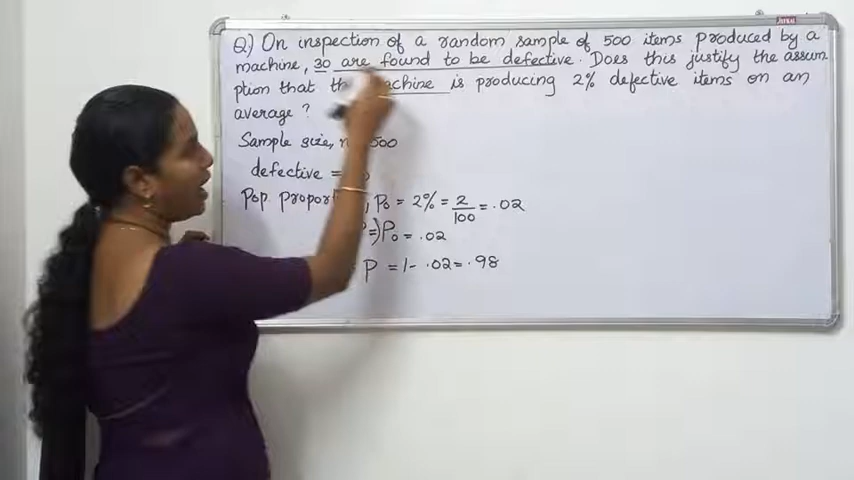 Q.) On inspection of a random sample of 500 items produced by a
machine, 30 are found to be defective. Does this justify the assum
ption that the machine is producing 2% defective items on an
average ?
Sample size, n 500
defective =
Pop proport , P₀ = 2% = 2/100 = .02
=) P₀ = .02
P = 1- .02 = .98